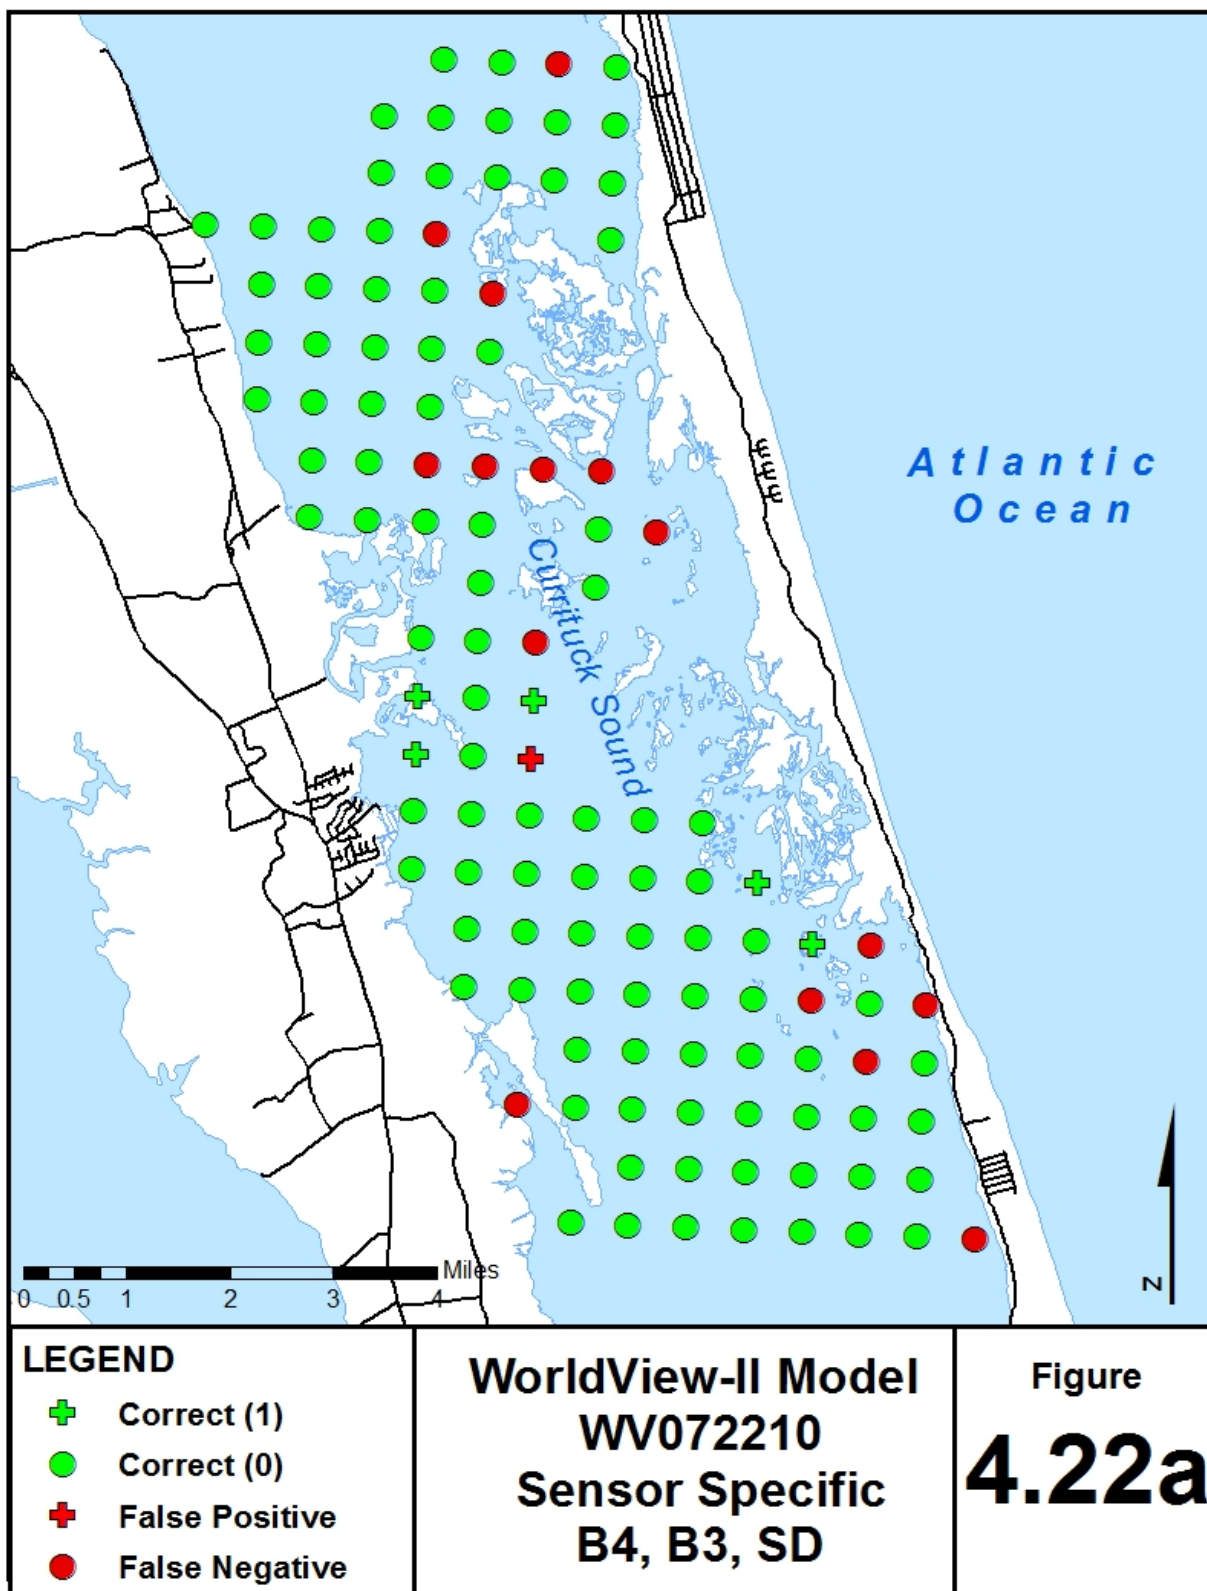 Atlantic
Ocean
Currituck Sound
Miles
0 0.5 1 2 3 4
N
LEGEND
Correct (1)
Correct (0)
False Positive
False Negative
WorldView-II Model
WV072210
Sensor Specific
B4, B3, SD
Figure
4.22a